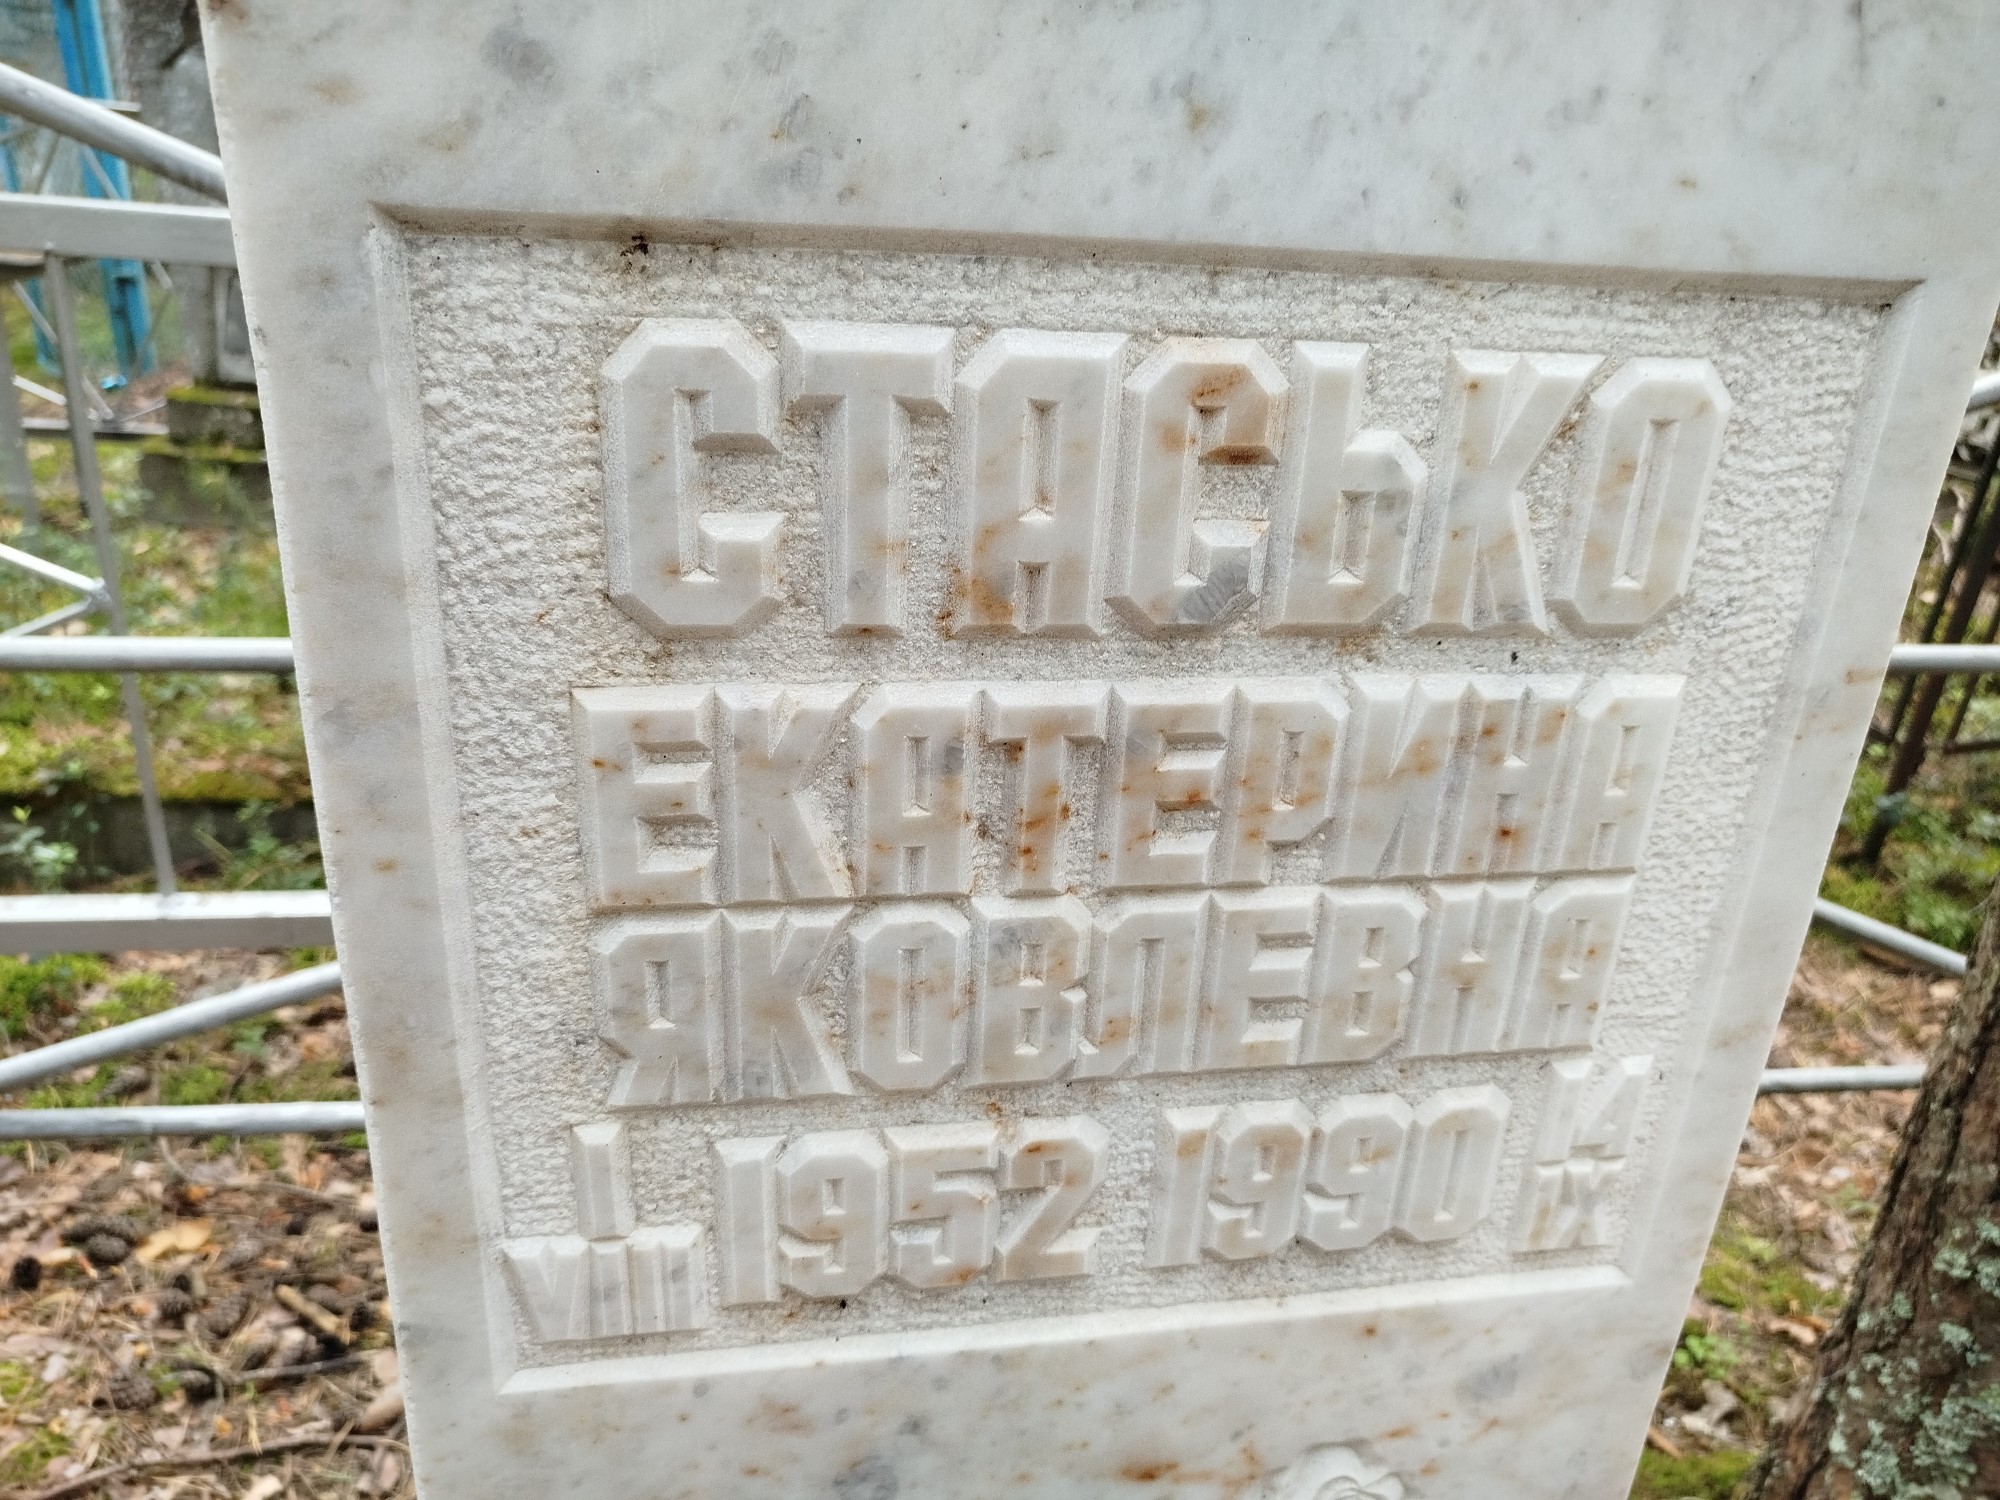 СТАСЬКО
ЕКАТЕРИНА
ЯКОВЛЕВНА
I VIII 1952 1990 14 IX